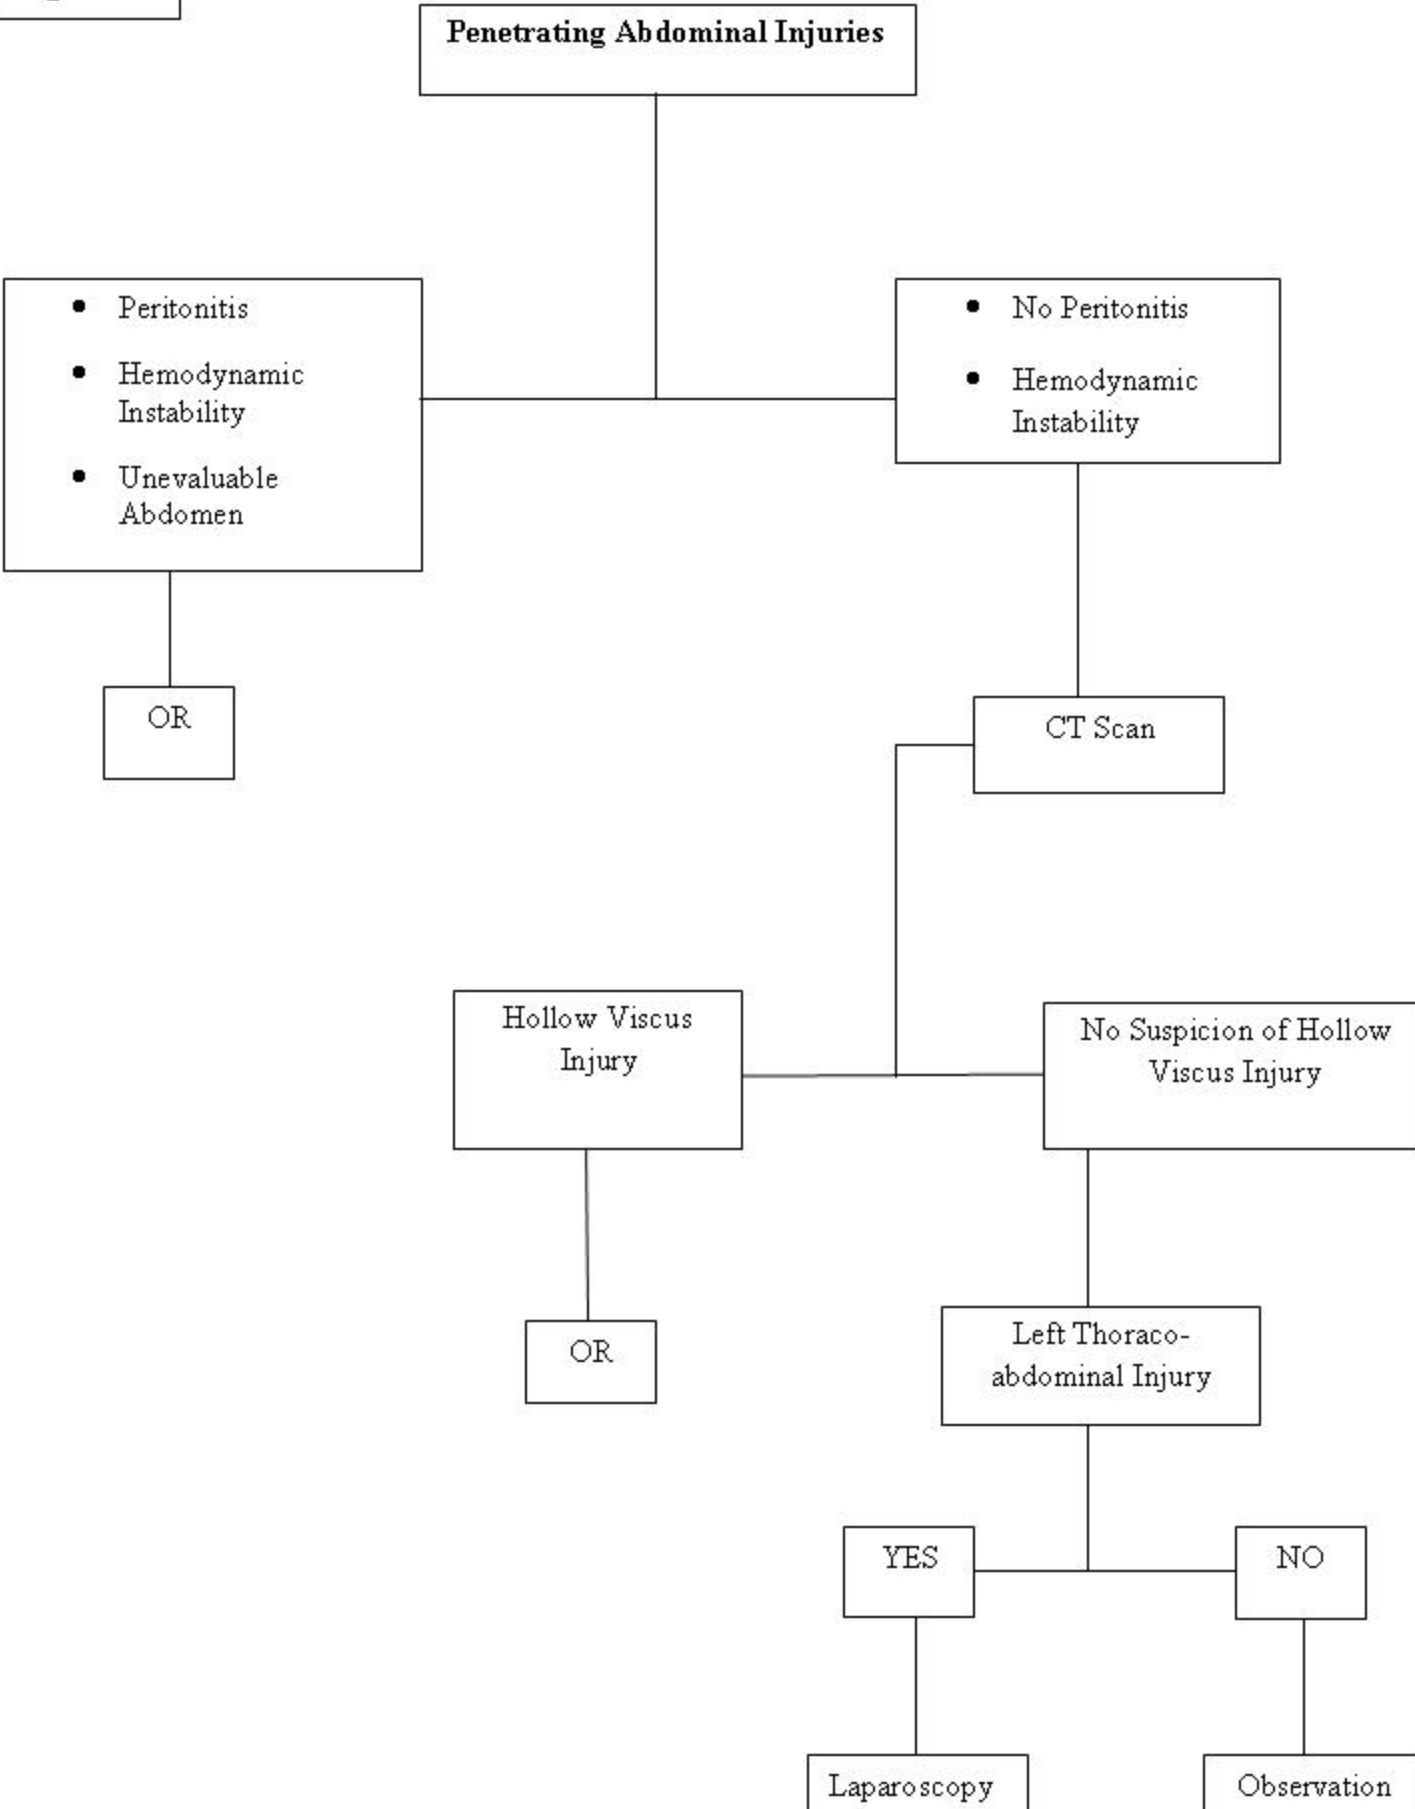 Penetrating Abdominal Injuries
• Peritonitis
• Hemodynamic
Instability
• Unevaluable
Abdomen
• No Peritonitis
• Hemodynamic
Instability
OR
CT Scan
Hollow Viscus
Injury
No Suspicion of Hollow
Viscus Injury
OR
Left Thoraco-
abdominal Injury
YES
NO
Laparoscopy
Observation